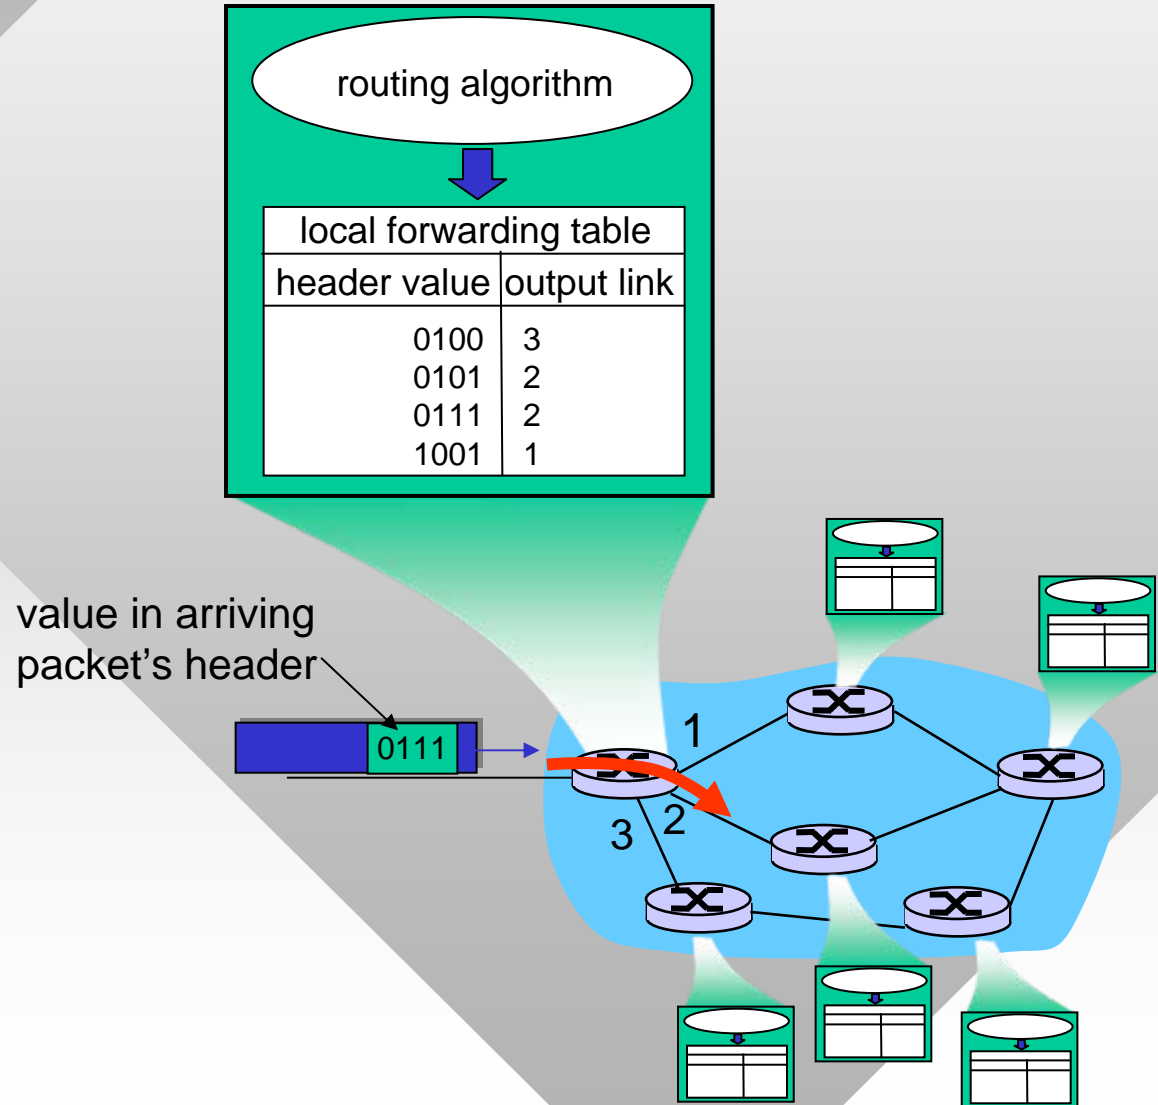 routing algorithm
local forwarding table
header value output link
0100 3
0101 2
0111 2
1001 1
value in arriving
packet's header
0111
1
2
3